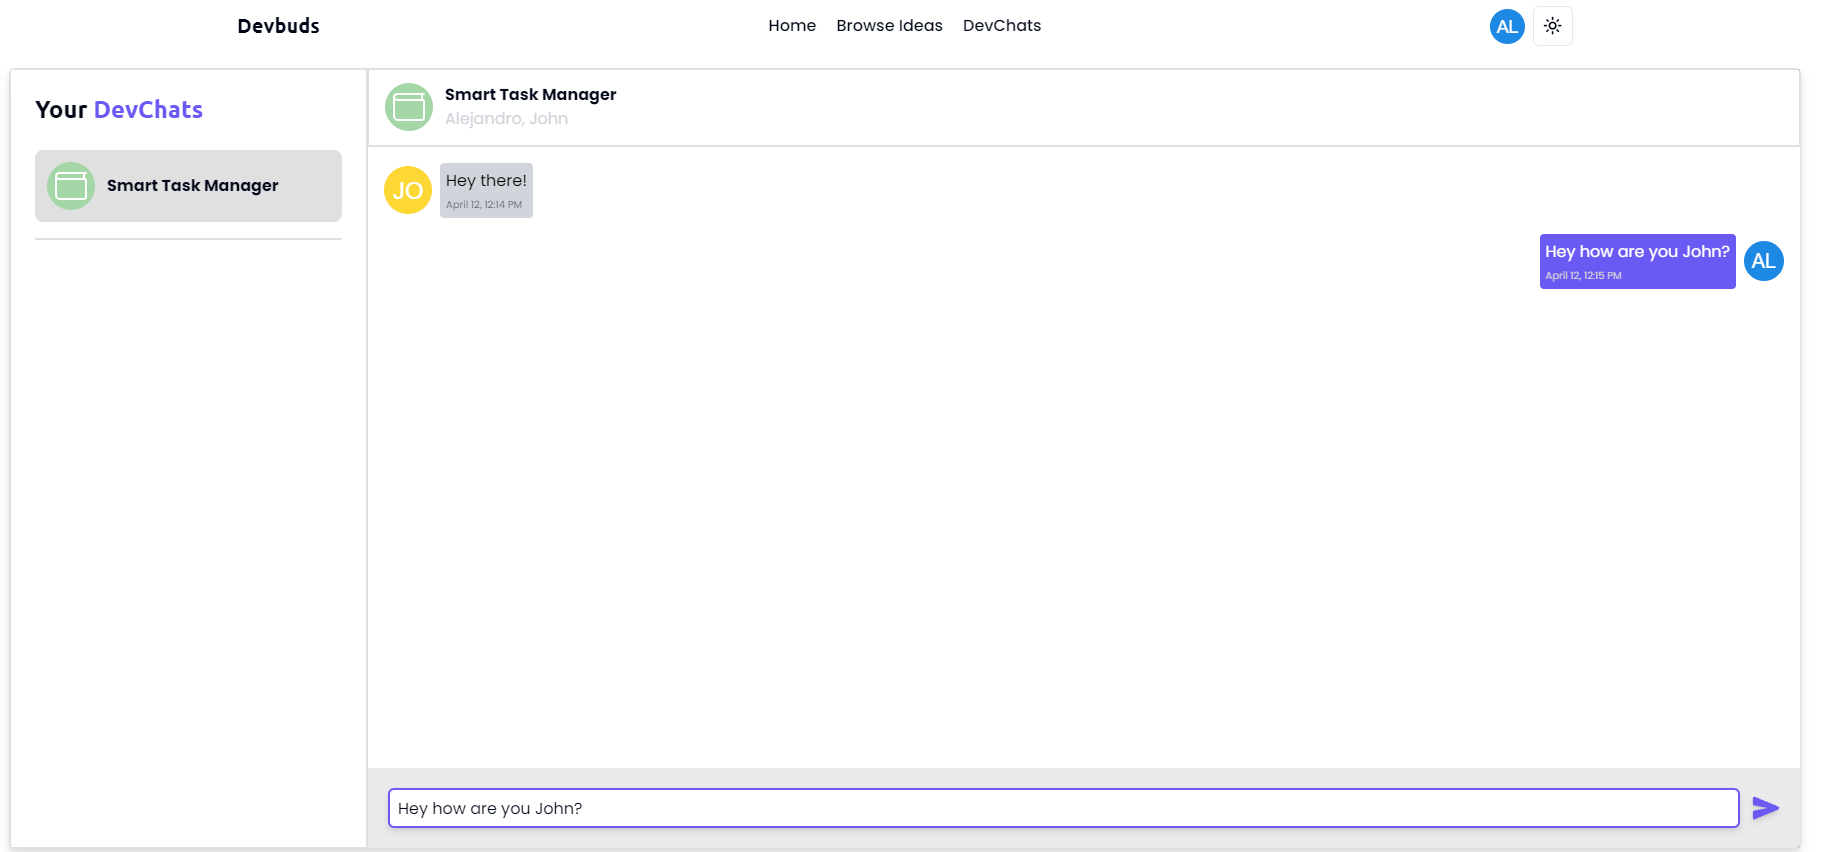 Devbuds
Home Browse Ideas DevChats
AL
Your DevChats
Smart Task Manager
Smart Task Manager
Alejandro, John
JO
Hey there!
April 12, 12:14 PM
Hey how are you John?
April 12, 12:15 PM
AL
Hey how are you John?